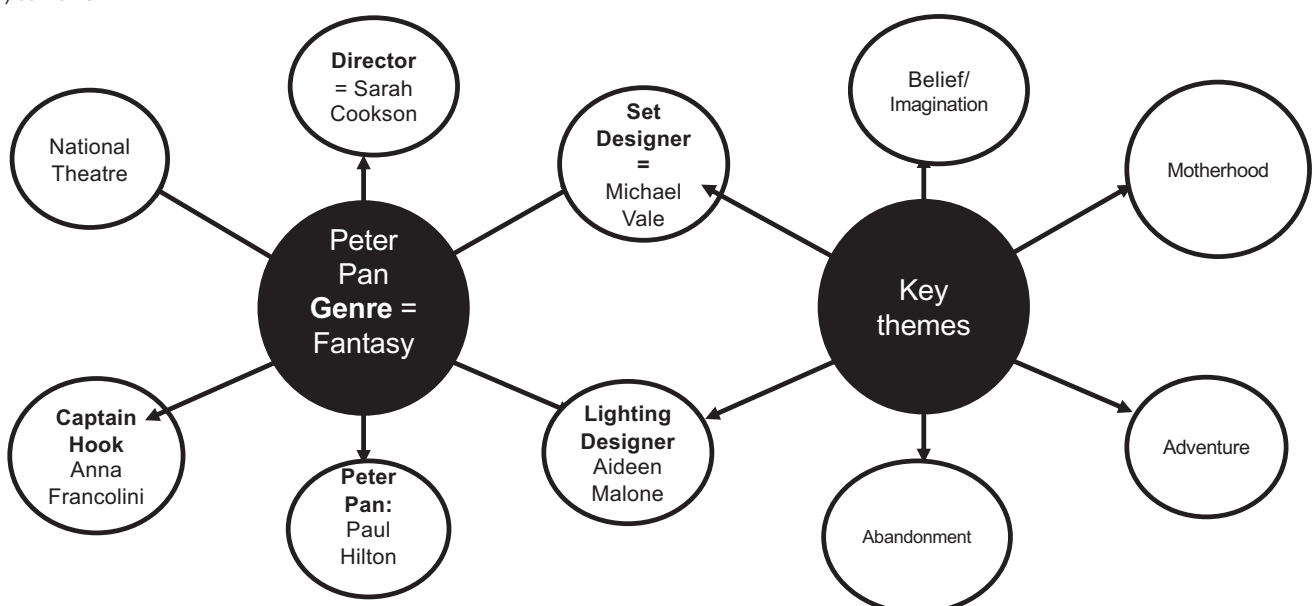 Director
= Sarah
Cookson
National
Theatre
Set
Designer
=
Michael
Vale
Belief/
Imagination
Motherhood
Peter
Pan
Genre =
Fantasy
Key
themes
Captain
Hook
Anna
Francolini
Peter
Pan:
Paul
Hilton
Lighting
Designer
Aideen
Malone
Abandonment
Adventure